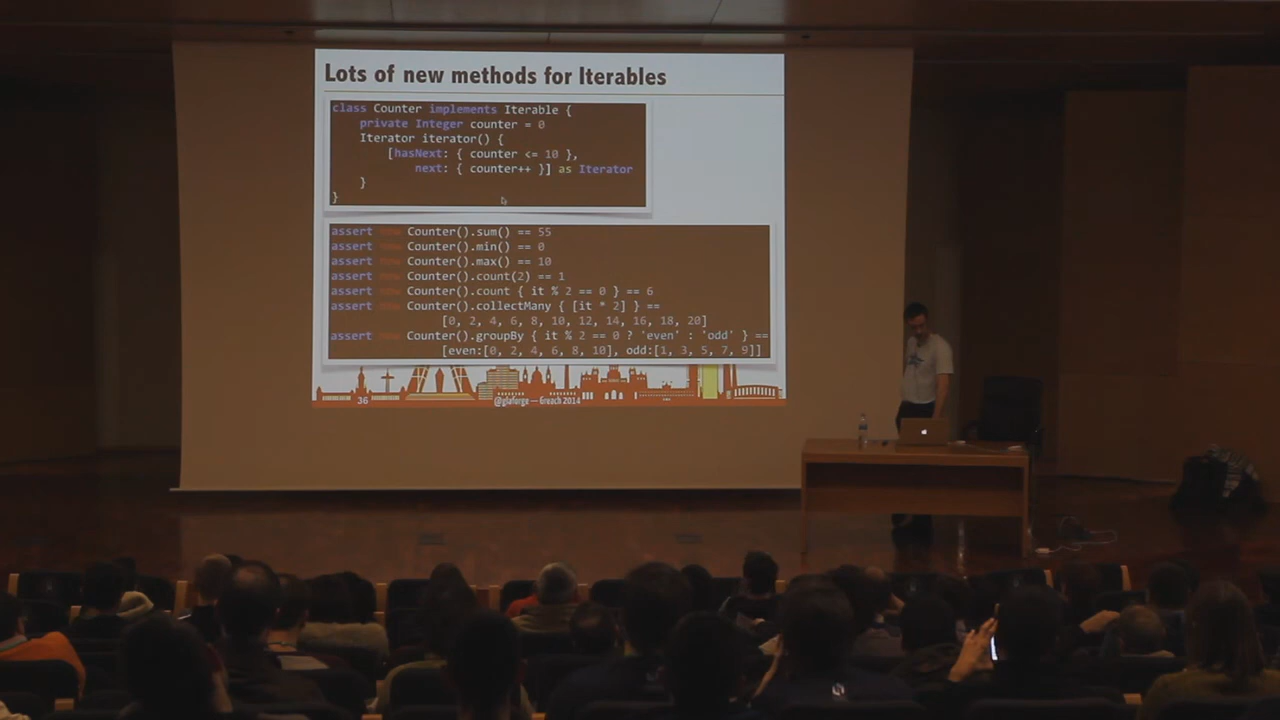 Lots of new methods for Iterables
class Counter implements Iterable {
private Integer counter = 0
Iterator iterator() {
[hasNext: { counter <= 10 },
next: { counter++ }] as Iterator
}
}
assert new Counter().sum() == 55
assert new Counter().min() == 0
assert new Counter().max() == 10
assert new Counter().count(2) == 1
assert new Counter().count { it % 2 == 0 } == 6
assert new Counter().collectMany { [it * 2] } ==
[0, 2, 4, 6, 8, 10, 12, 14, 16, 18, 20]
assert new Counter().groupBy { it % 2 == 0 ? 'even' : 'odd' } ==
[even:[0, 2, 4, 6, 8, 10], odd:[1, 3, 5, 7, 9]]
36
@glaforge — Greach 2014